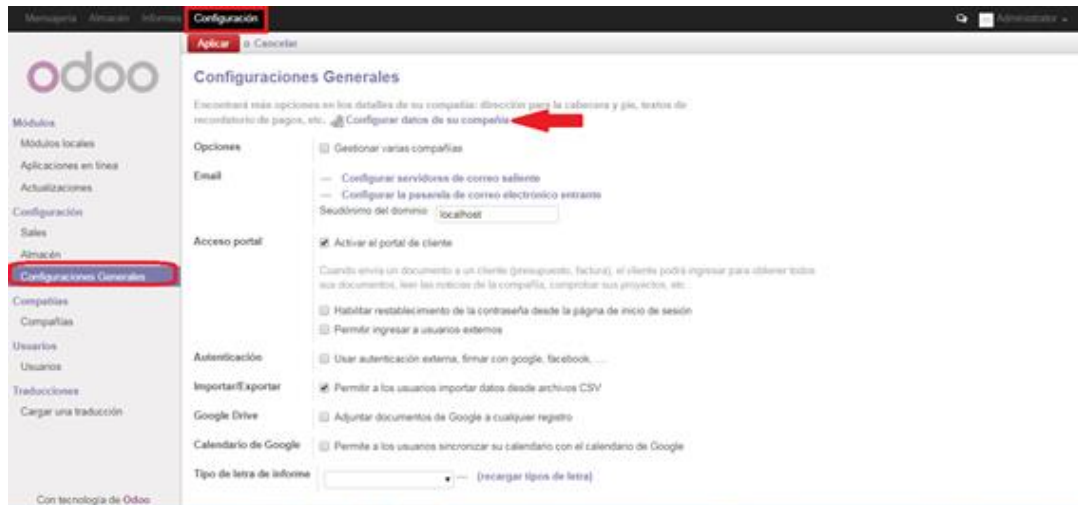 Mensajería Almacén Informes Configuración Administrator
Aplicar o Cancelar
odoo
Módulos
Módulos locales
Aplicaciones en línea
Actualizaciones
Configuración
Sales
Almacén
Configuraciones Generales
Compañías
Compañías
Usuarios
Usuarios
Traducciones
Cargar una traducción
Con tecnología de Odoo
Configuraciones Generales
Encontrará más opciones en los detalles de su compañía: dirección para la cabecera y pie, textos de
recordatorio de pagos, etc. Configurar datos de su compañía
Opciones Gestionar varias compañías
Email — Configurar servidores de correo saliente
— Configurar la pasarela de correo electrónico entrante
Seudónimo del dominio localhost
Acceso portal Activar el portal de cliente
Cuando envía un documento a un cliente (presupuesto, factura), el cliente podrá ingresar para obtener todos
sus documentos, leer las noticias de la compañía, comprobar sus proyectos, etc.
Habilitar restablecimiento de la contraseña desde la página de inicio de sesión
Permitir ingresar a usuarios externos
Autenticación Usar autenticación externa, firmar con google, facebook, ...
Importar/Exportar Permitir a los usuarios importar datos desde archivos CSV
Google Drive Adjuntar documentos de Google a cualquier registro
Calendario de Google Permite a los usuarios sincronizar su calendario con el calendario de Google
Tipo de letra de informe — (recargar tipos de letra)